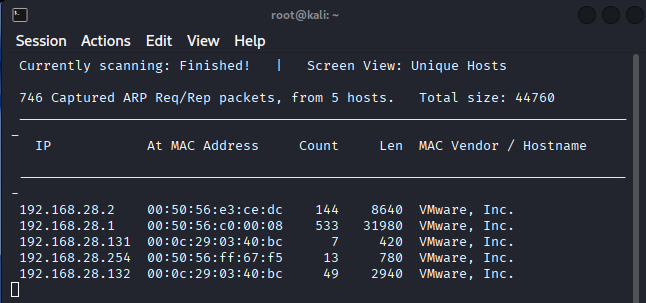 root@kali: ~
Session Actions Edit View Help
Currently scanning: Finished! | Screen View: Unique Hosts
746 Captured ARP Req/Rep packets, from 5 hosts. Total size: 44760
_____________________________________________________________________________
IP At MAC Address Count Len MAC Vendor / Hostname
-----------------------------------------------------------------------------
192.168.28.2 00:50:56:e3:ce:dc 144 8640 VMware, Inc.
192.168.28.1 00:50:56:c0:00:08 533 31980 VMware, Inc.
192.168.28.131 00:0c:29:03:40:bc 7 420 VMware, Inc.
192.168.28.254 00:50:56:ff:67:f5 13 780 VMware, Inc.
192.168.28.132 00:0c:29:03:40:bc 49 2940 VMware, Inc.